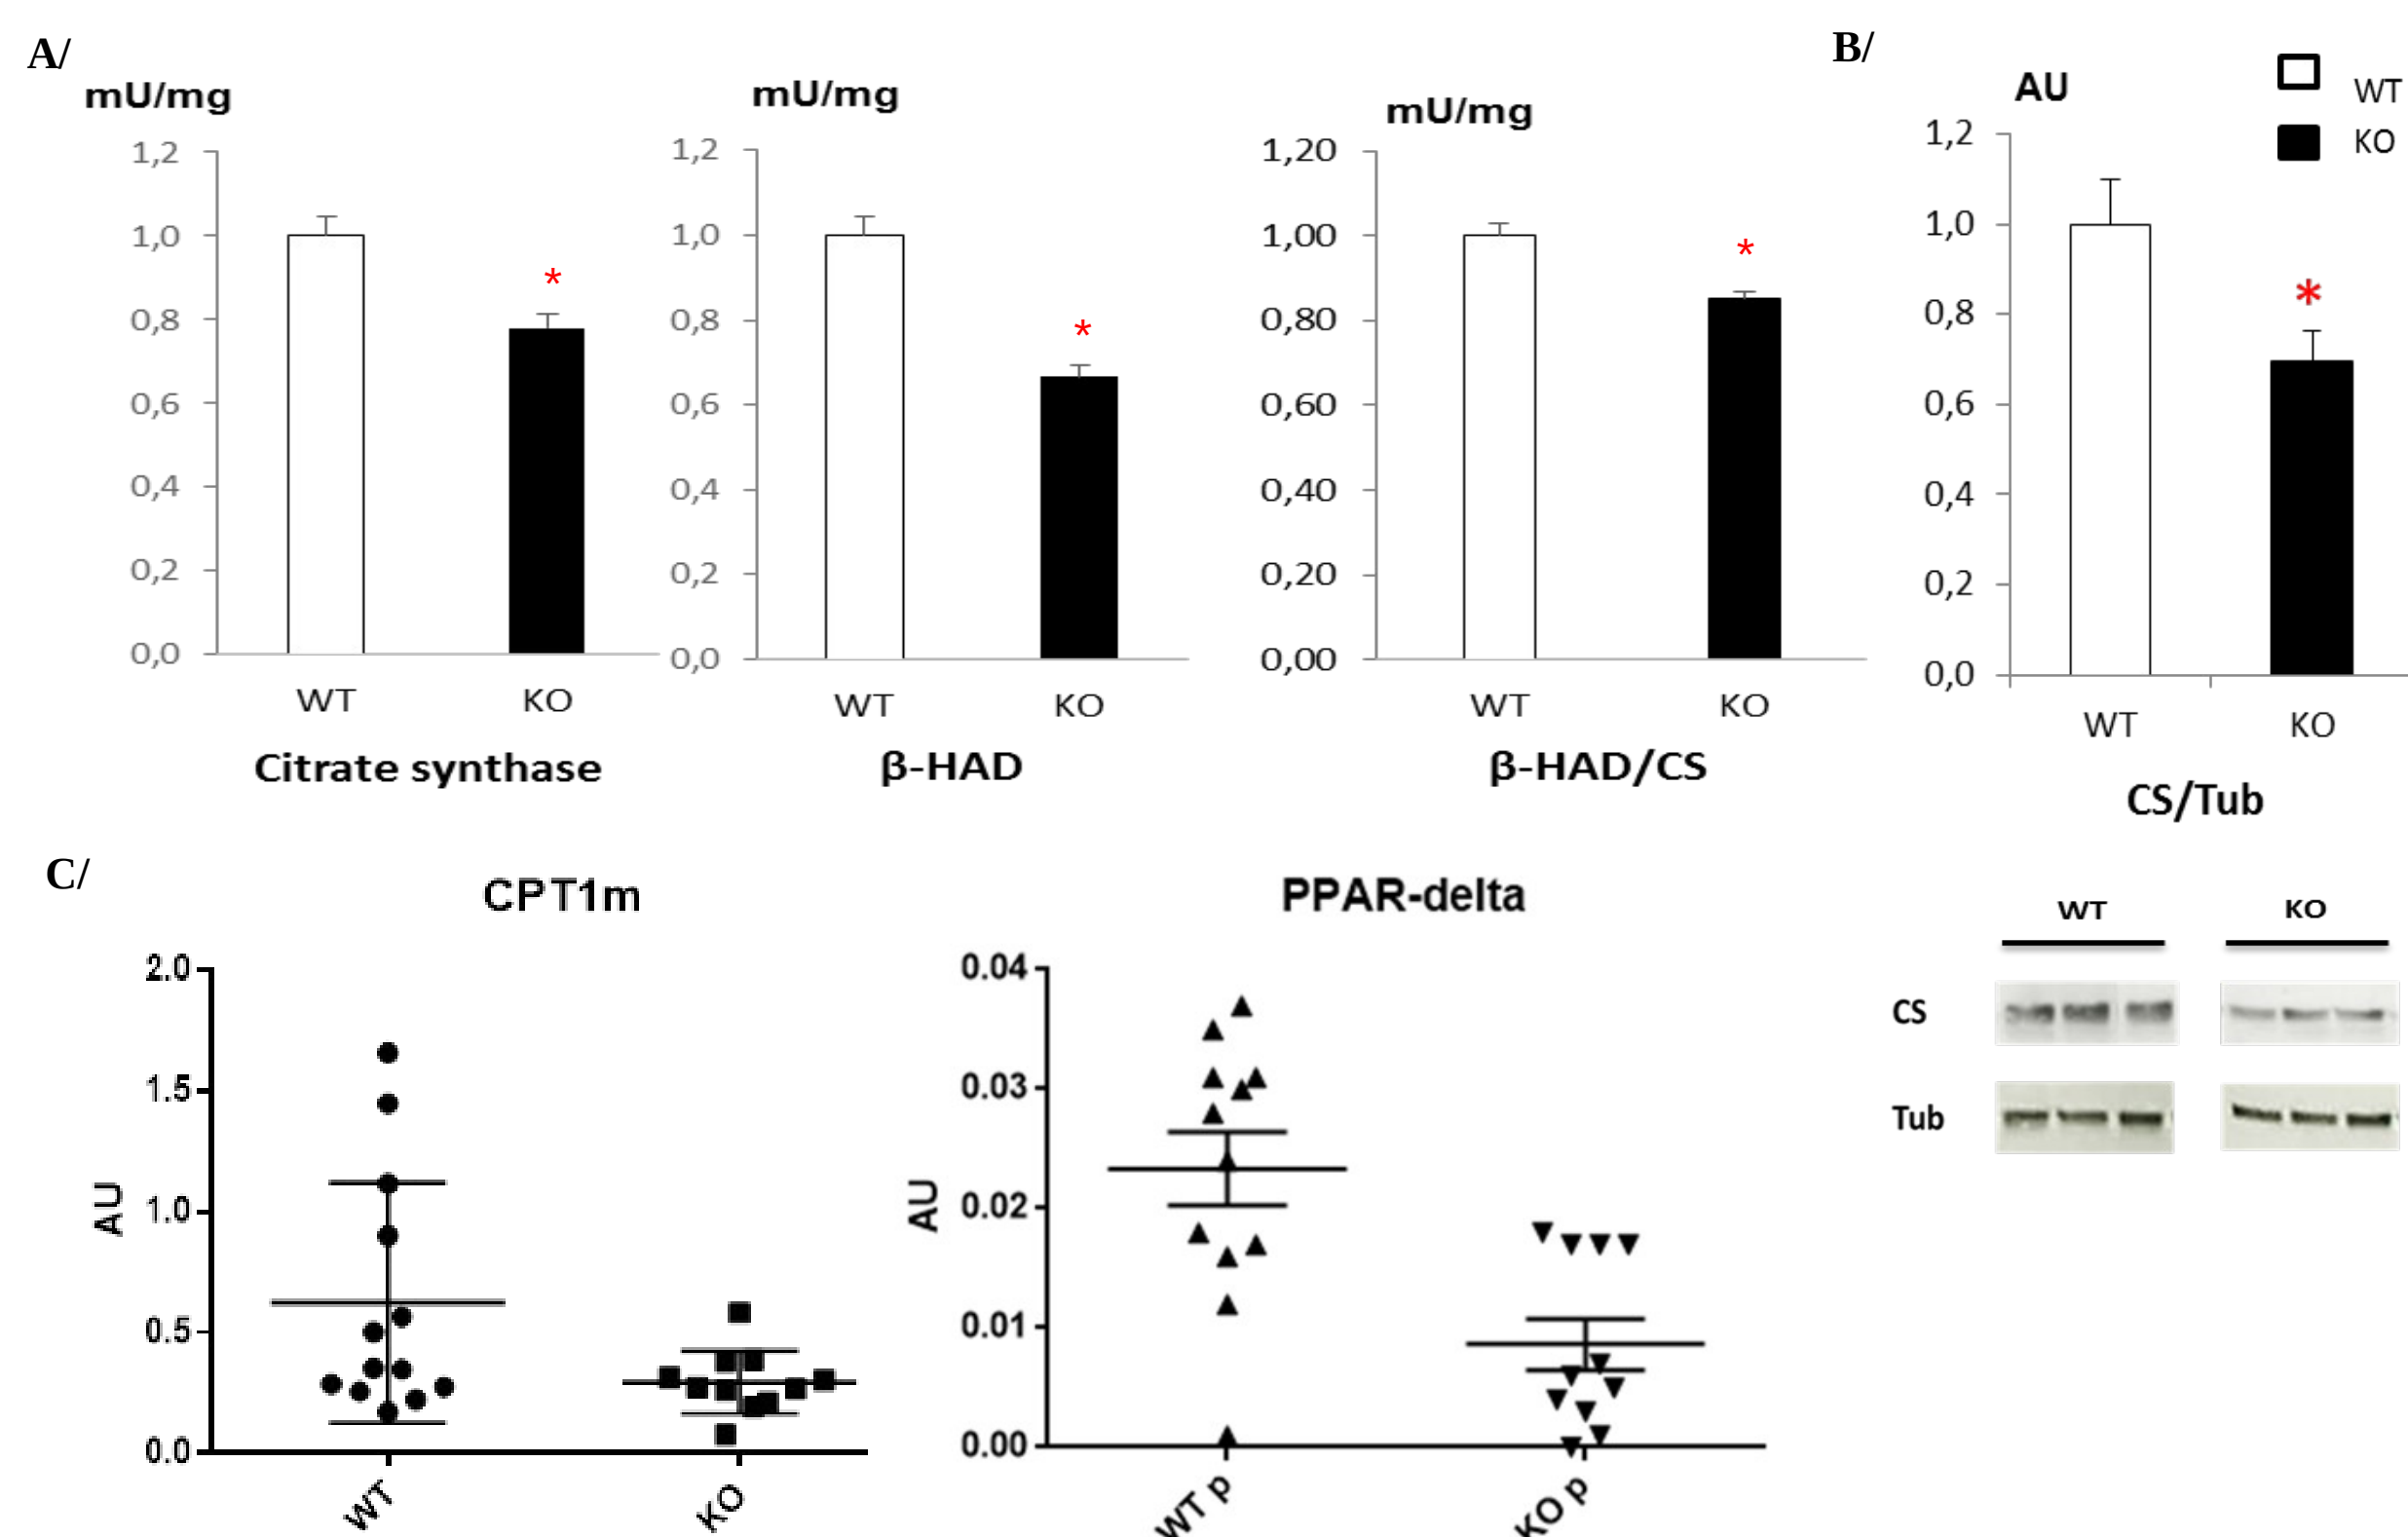 A/
mU/mg
1,2
1,0
0,8
0,6
0,4
0,2
0,0
*
WT KO
Citrate synthase
mU/mg
1,2
1,0
0,8
0,6
0,4
0,2
0,0
*
WT KO
β-HAD
mU/mg
1,20
1,00
0,80
0,60
0,40
0,20
0,00
*
WT KO
β-HAD/CS
B/
AU
WT
KO
1,2
1,0
0,8
0,6
0,4
0,2
0,0
*
WT KO
CS/Tub
C/
CPT1m
AU
2.0
1.5
1.0
0.5
0.0
WT KO
PPAR-delta
AU
0.04
0.03
0.02
0.01
0.00
WT p KO p
WT KO
CS
Tub